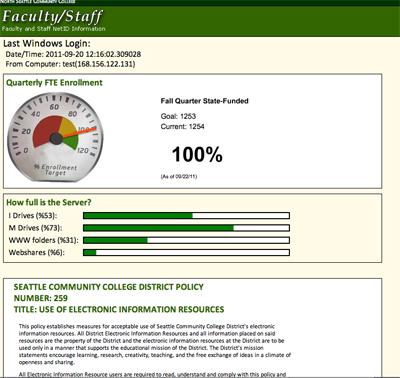 NORTH SEATTLE COMMUNITY COLLEGE
Faculty/Staff
Faculty and Staff NetID Information
Last Windows Login:
Date/Time: 2011-09-20 12:16:02.309028
From Computer: test(168.156.122.131)
Quarterly FTE Enrollment
Fall Quarter State-Funded
Goal: 1253
Current: 1254
100%
(As of 09/22/11)
0 20 40 60 80 100 120
% Enrollment
Target
How full is the Server?
I Drives (%53):
M Drives (%73):
WWW folders (%31):
Webshares (%6):
SEATTLE COMMUNITY COLLEGE DISTRICT POLICY
NUMBER: 259
TITLE: USE OF ELECTRONIC INFORMATION RESOURCES
This policy establishes measures for acceptable use of Seattle Community College District's electronic
information resources. All District Electronic Resources and all information placed on said
resources are the property of the District and the electronic information resources at the District are to be
used only in a manner that supports the educational mission of the District. The District's mission
statements encourage learning, research, creativity, teaching, and the free exchange of ideas in a climate of
openness and sharing.
All Electronic Information Resource users are required to read, understand and comply with this policy and